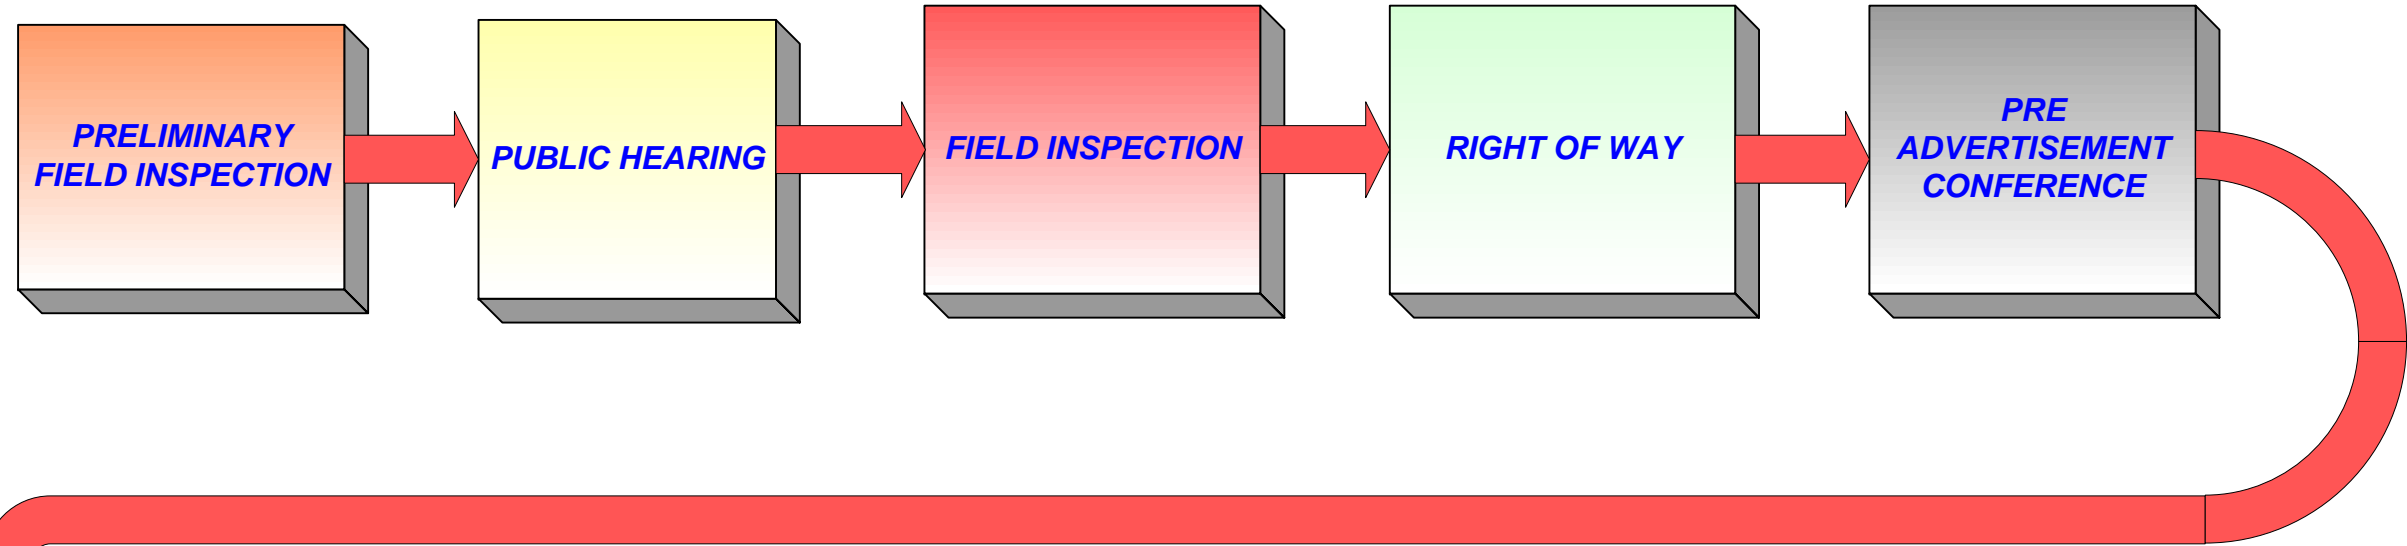 PRELIMINARY
FIELD INSPECTION
PUBLIC HEARING
FIELD INSPECTION
RIGHT OF WAY
PRE
ADVERTISEMENT
CONFERENCE